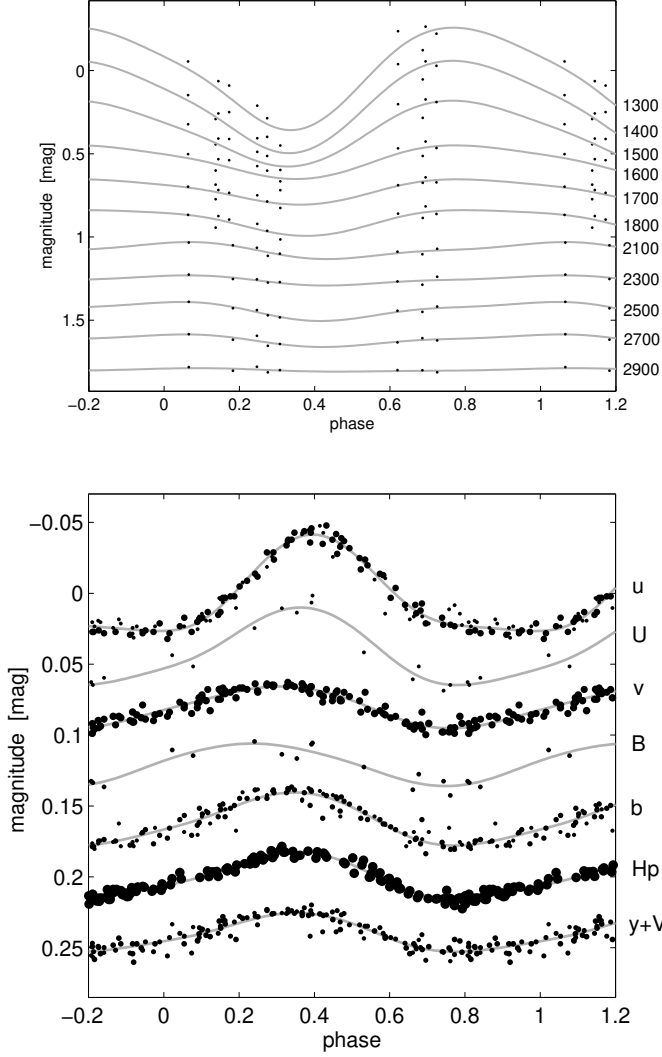 0
0.5
1
1.5
magnitude [mag]
1300
1400
1500
1600
1700
1800
2100
2300
2500
2700
2900
−0.2 0 0.2 0.4 0.6 0.8 1 1.2
phase
−0.05
0
0.05
0.1
0.15
0.2
0.25
magnitude [mag]
u
U
v
B
b
Hp
y+V
−0.2 0 0.2 0.4 0.6 0.8 1 1.2
phase